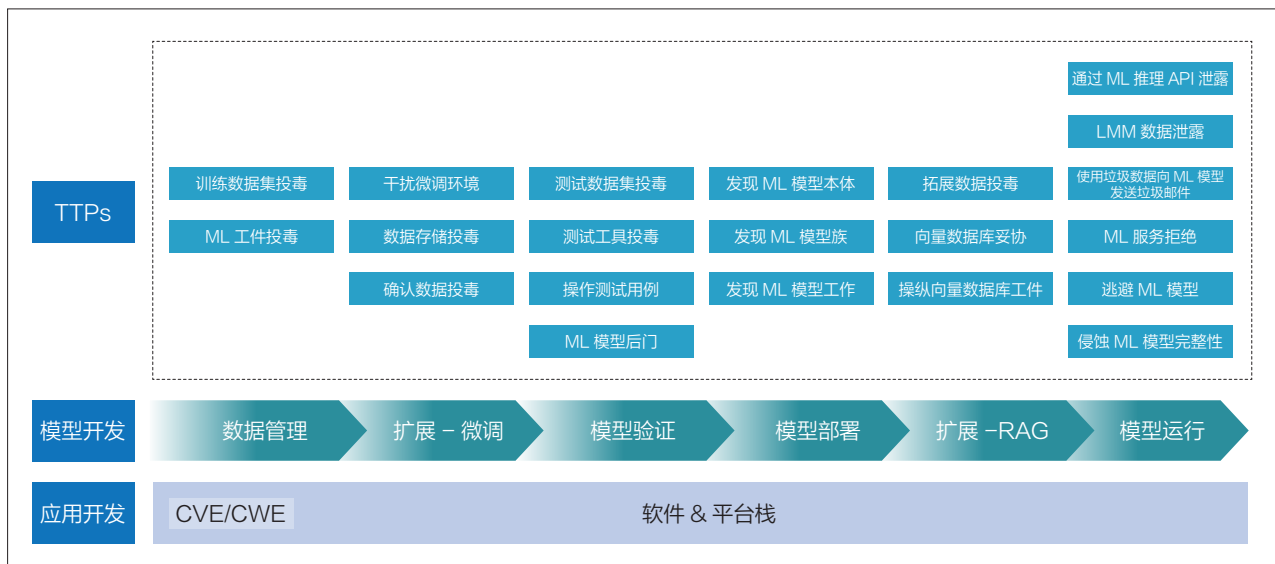 通过 ML 推理 API 泄露
LMM 数据泄露
TTPs
训练数据集投毒
干扰微调环境
测试数据集投毒
发现 ML 模型本体
拓展数据投毒
使用垃圾数据向 ML 模型
发送垃圾邮件
ML 工件投毒
数据存储投毒
测试工具投毒
发现 ML 模型族
向量数据库妥协
ML 服务拒绝
确认数据投毒
操作测试用例
发现 ML 模型工作
操纵向量数据库工件
逃避 ML 模型
ML 模型后门
侵蚀 ML 模型完整性
模型开发
数据管理
扩展 – 微调
模型验证
模型部署
扩展 –RAG
模型运行
应用开发
CVE/CWE
软件 & 平台栈